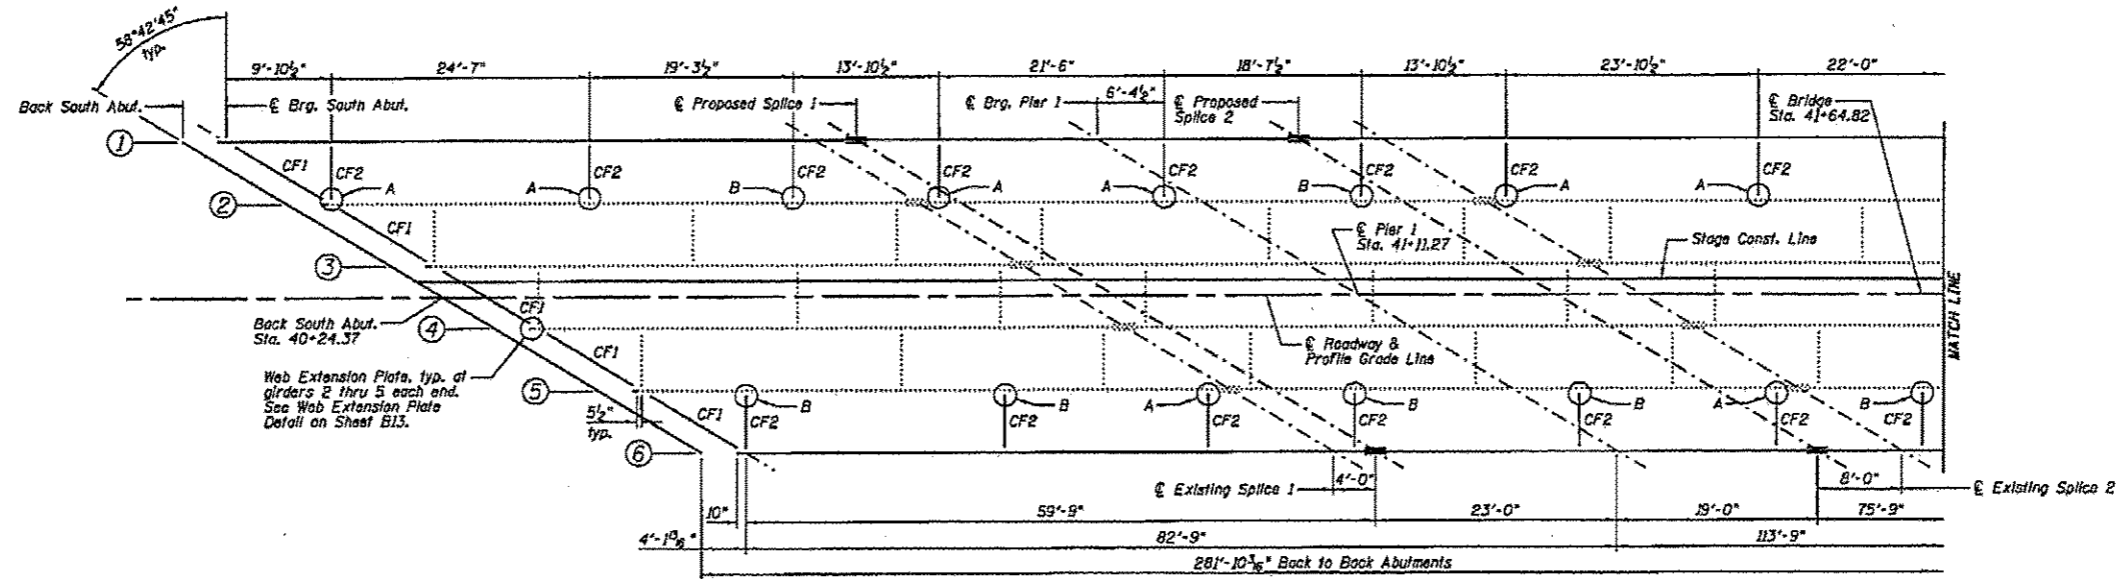 58°42'45"
typ.
9'-10½" 24'-7" 19'-3½" 13'-10½" 21'-6" 18'-7½" 13'-10½" 23'-10½" 22'-0"
Back South Abut.
℄ Brg. South Abut.
℄ Proposed Splice 1
℄ Brg. Pier 1
6'-4½"
℄ Proposed
Splice 2
℄ Bridge
Sta. 41+64.82
1
CF1
CF2 CF2 CF2 CF2 CF2 CF2 CF2 CF2
A A B A A B A A
2
CF1
℄ Pier 1
Sta. 41+11.27
Stage Const. Line
3
CF1
Back South Abut.
Sta. 40+24.37
4
CF1
℄ Roadway &
Profile Grade Line
MATCH LINE
Web Extension Plate, typ. at
girders 2 thru 5 each end.
See Web Extension Plate
Detail on Sheet B13.
5
5½"
typ.
CF1
B B A B B A B
CF2 CF2 CF2 CF2 CF2 CF2 CF2
6
℄ Existing Splice 1
4'-0"
8'-0"
℄ Existing Splice 2
10" 59'-9" 23'-0" 19'-0" 75'-9"
4'-1¹³⁄₁₆" 82'-9" 113'-9"
281'-10³⁄₁₆" Back to Back Abutments